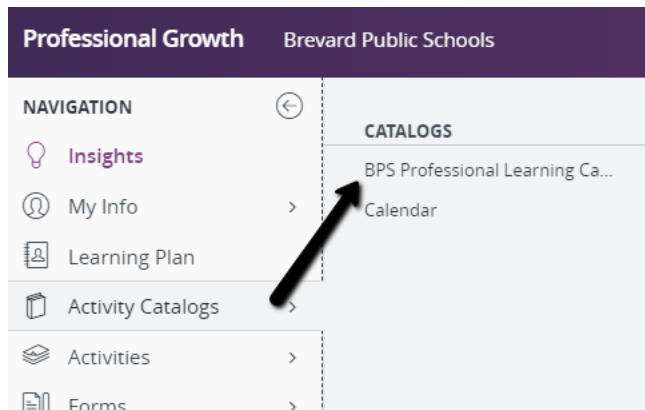 Professional Growth Brevard Public Schools
NAVIGATION
Insights
My Info
Learning Plan
Activity Catalogs
Activities
Forms
CATALOGS
BPS Professional Learning Ca...
Calendar